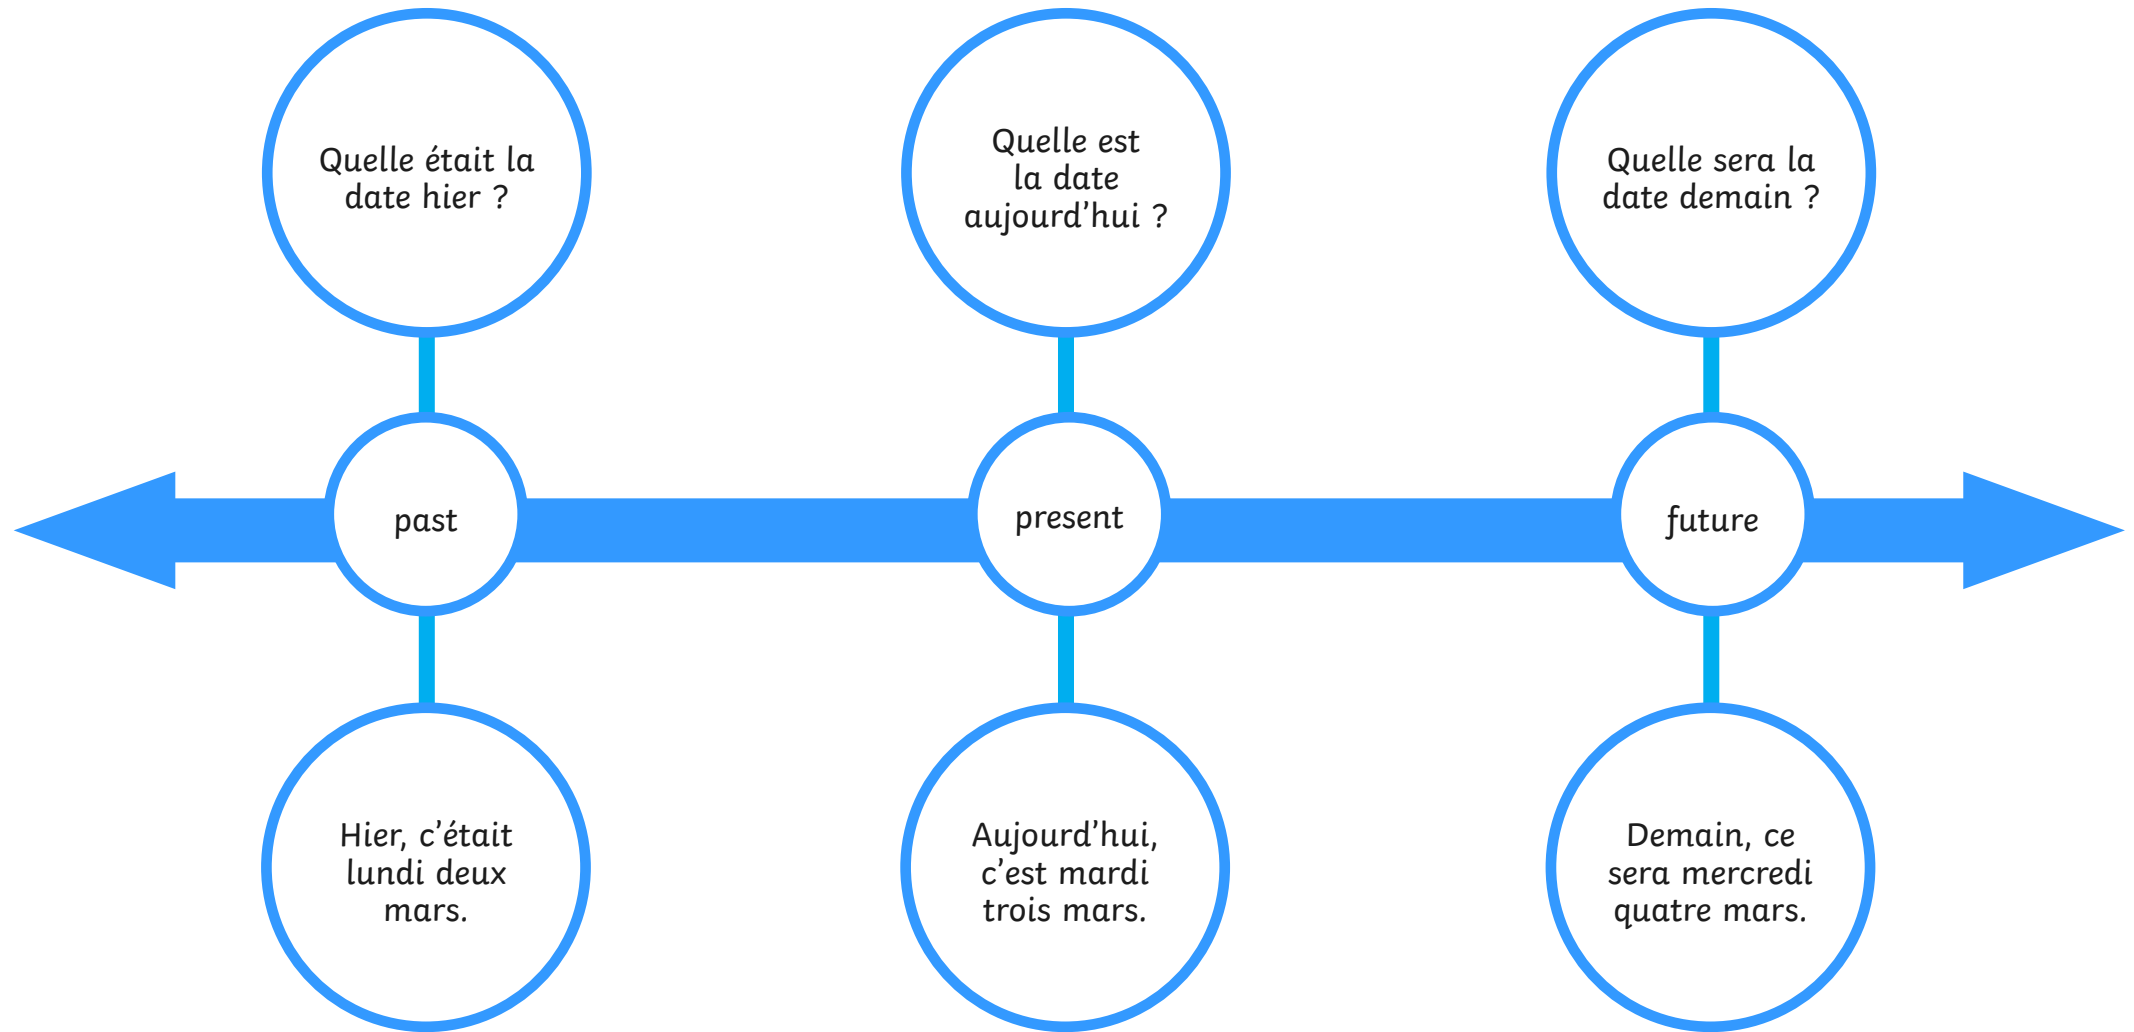 Quelle était la
date hier ?
Quelle est
la date
aujourd’hui ?
Quelle sera la
date demain ?
past
present
future
Hier, c’était
lundi deux
mars.
Aujourd’hui,
c’est mardi
trois mars.
Demain, ce
sera mercredi
quatre mars.